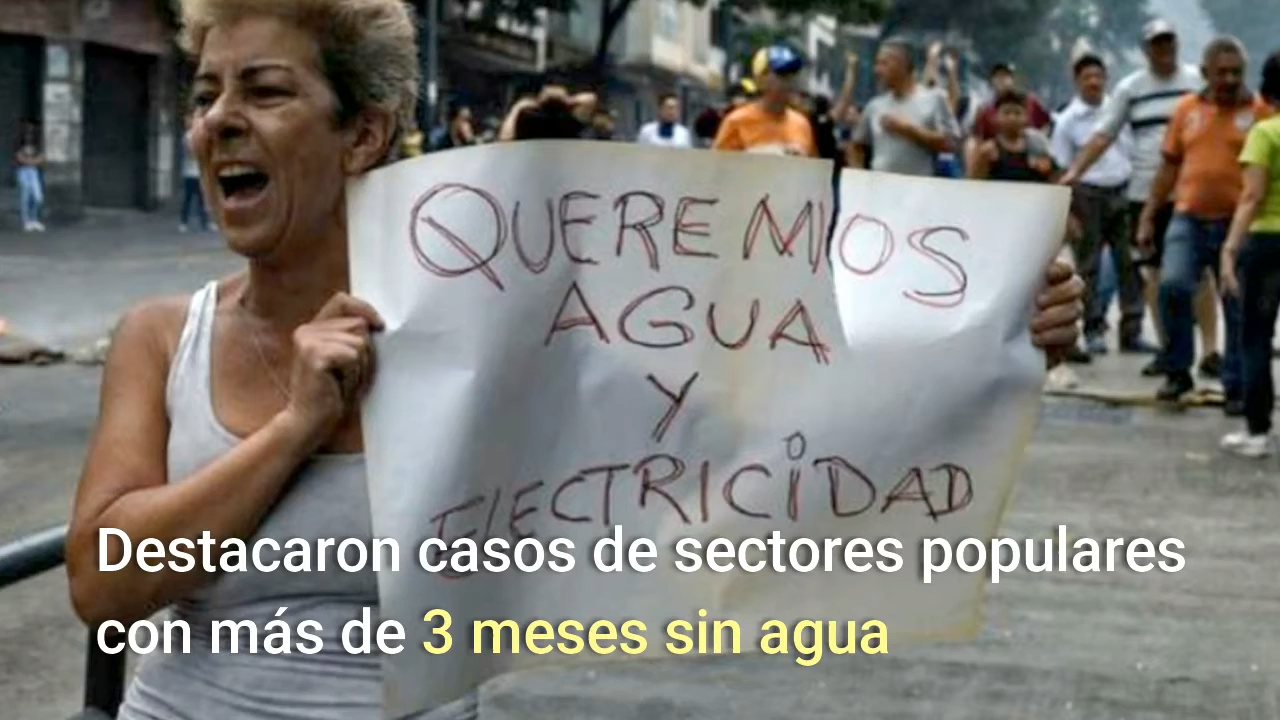 QUEREMOS
AGUA
Y
ELECTRICiDAD
Destacaron casos de sectores populares
con más de 3 meses sin agua